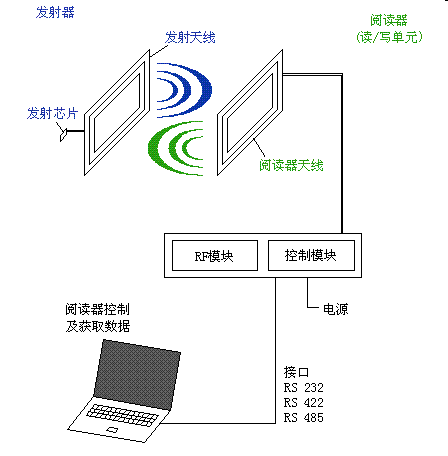 发射器
阅读器
(读/写单元)
发射天线
发射芯片
阅读器天线
RF模块
控制模块
电源
阅读器控制
及获取数据
接口
RS 232
RS 422
RS 485